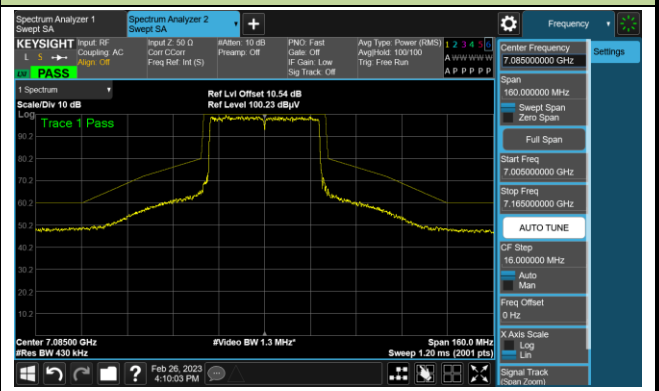 Spectrum Analyzer 1
Swept SA
Spectrum Analyzer 2
Swept SA
Frequency
KEYSIGHT
L S
PASS
Input: RF
Coupling: AC
Align: Off
Input Z: 50 Ω
Corr CCorr
Freq Ref: Int (S)
#Atten: 10 dB
Preamp: Off
PNO: Fast
Gate: Off
IF Gain: Low
Sig Track: Off
Avg Type: Power (RMS)
Avg|Hold: 100/100
Trig: Free Run
1 2 3 4 5 6
A W W W W W
A P P P P P
1 Spectrum
Scale/Div 10 dB
Ref Lvl Offset 10.54 dB
Ref Level 100.23 dBµV
Log
Trace 1 Pass
90.2
80.2
70.2
60.2
50.2
40.2
30.2
20.2
10.2
Center 7.08500 GHz
#Res BW 430 kHz
#Video BW 1.3 MHz*
Span 160.0 MHz
Sweep 1.20 ms (2001 pts)
Feb 26, 2023
4:10:03 PM
Settings
Center Frequency
7.085000000 GHz
Span
160.000000 MHz
Swept Span
Zero Span
Full Span
Start Freq
7.005000000 GHz
Stop Freq
7.165000000 GHz
AUTO TUNE
CF Step
16.000000 MHz
Auto
Man
Freq Offset
0 Hz
X Axis Scale
Log
Lin
Signal Track
(Span Zoom)